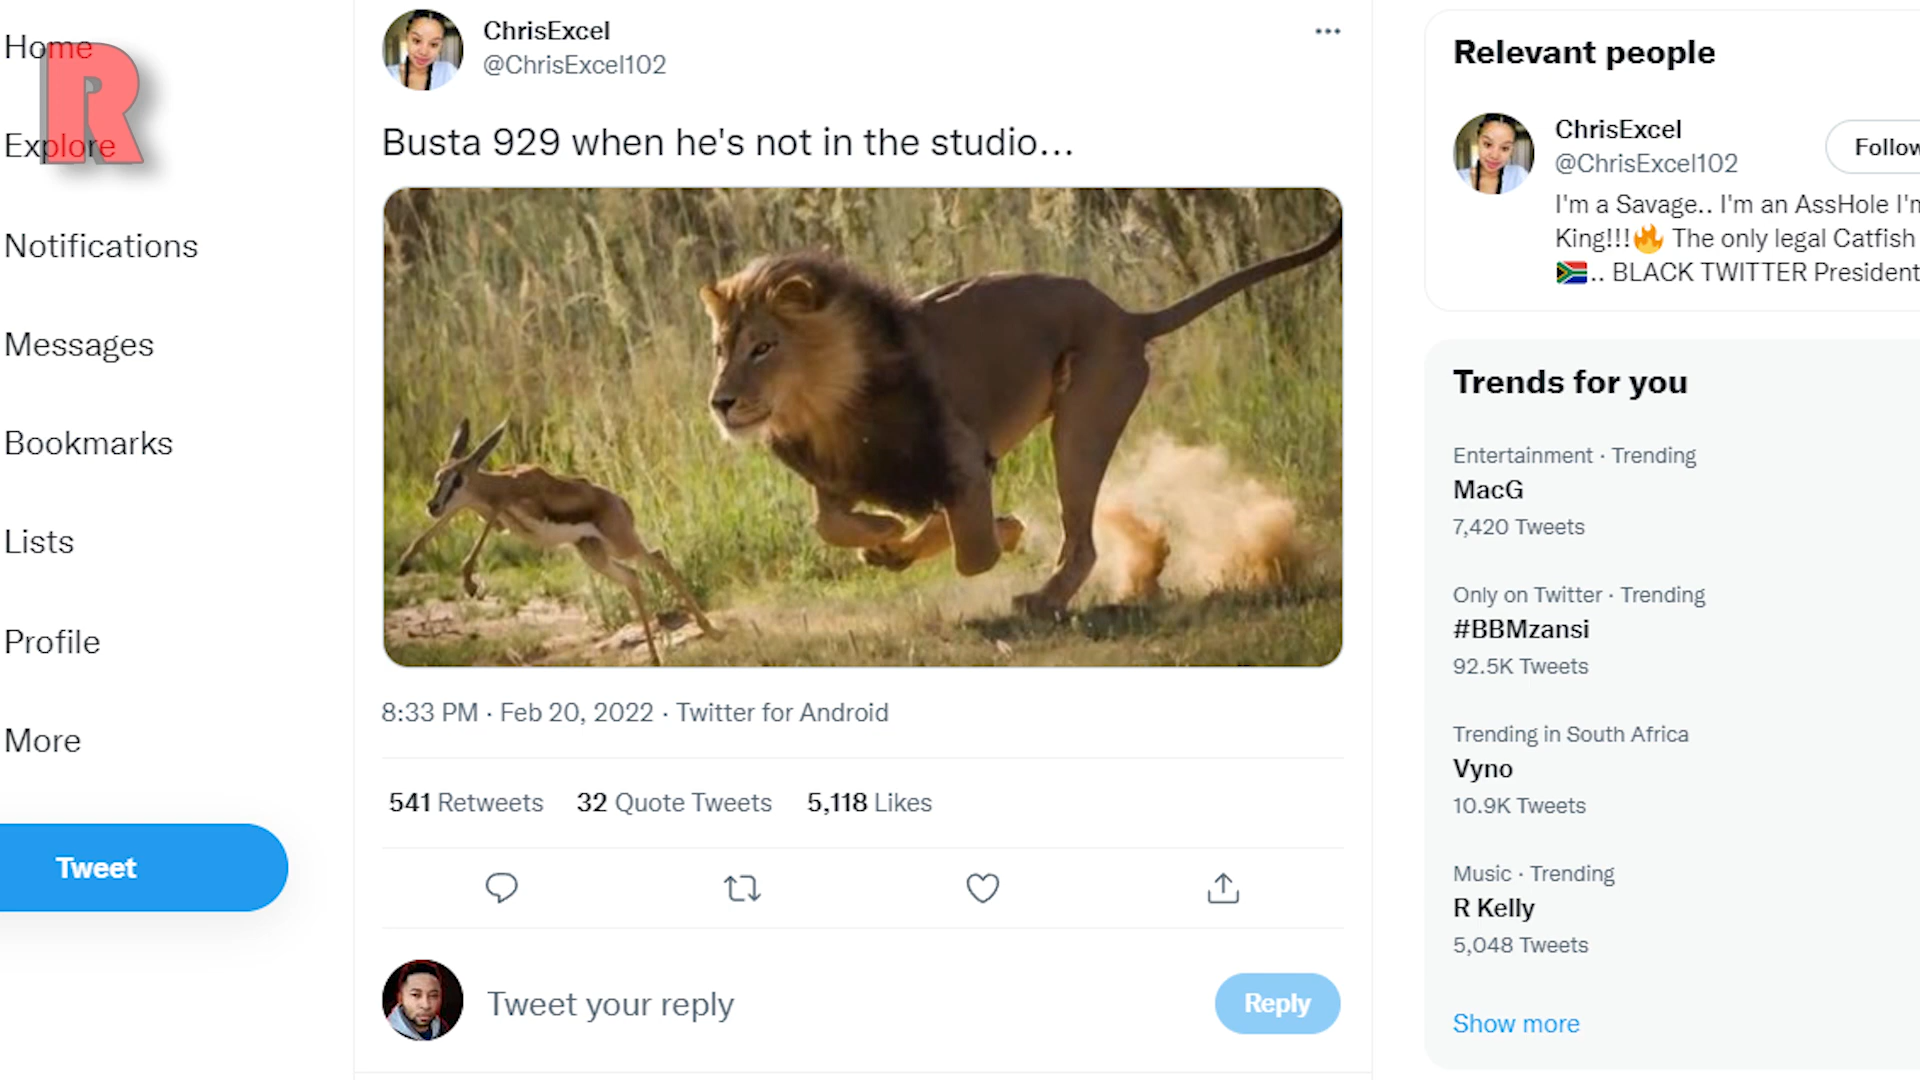 Home
R
Explore
Notifications
Messages
Bookmarks
Lists
Profile
More
Tweet
ChrisExcel
@ChrisExcel102
Busta 929 when he's not in the studio...
8:33 PM · Feb 20, 2022 · Twitter for Android
541 Retweets 32 Quote Tweets 5,118 Likes
Tweet your reply
Reply
Relevant people
ChrisExcel
@ChrisExcel102
Follow
I'm a Savage.. I'm an AssHole I'm
King!!!🔥 The only legal Catfish
🇿🇦.. BLACK TWITTER President
Trends for you
Entertainment · Trending
MacG
7,420 Tweets
Only on Twitter · Trending
#BBMzansi
92.5K Tweets
Trending in South Africa
Vyno
10.9K Tweets
Music · Trending
R Kelly
5,048 Tweets
Show more